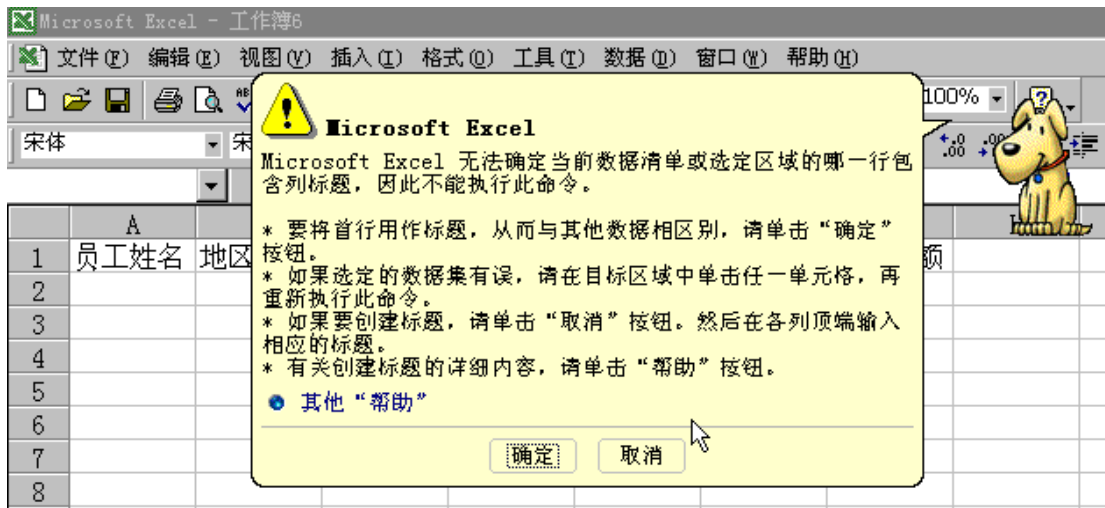 Microsoft Excel - 工作簿6
文件(F) 编辑(E) 视图(V) 插入(I) 格式(O) 工具(T) 数据(D) 窗口(W) 帮助(H)
100%
宋体 宋
Microsoft Excel
Microsoft Excel 无法确定当前数据清单或选定区域的哪一行包
含列标题，因此不能执行此命令。
* 要将首行用作标题，从而与其他数据相区别，请单击“确定”
按钮。
* 如果选定的数据集有误，请在目标区域中单击任一单元格，再
重新执行此命令。
* 如果要创建标题，请单击“取消”按钮。然后在各列顶端输入
相应的标题。
* 有关创建标题的详细内容，请单击“帮助”按钮。
其他“帮助”
确定 取消
A H
1 员工姓名 地区 额
2
3
4
5
6
7
8